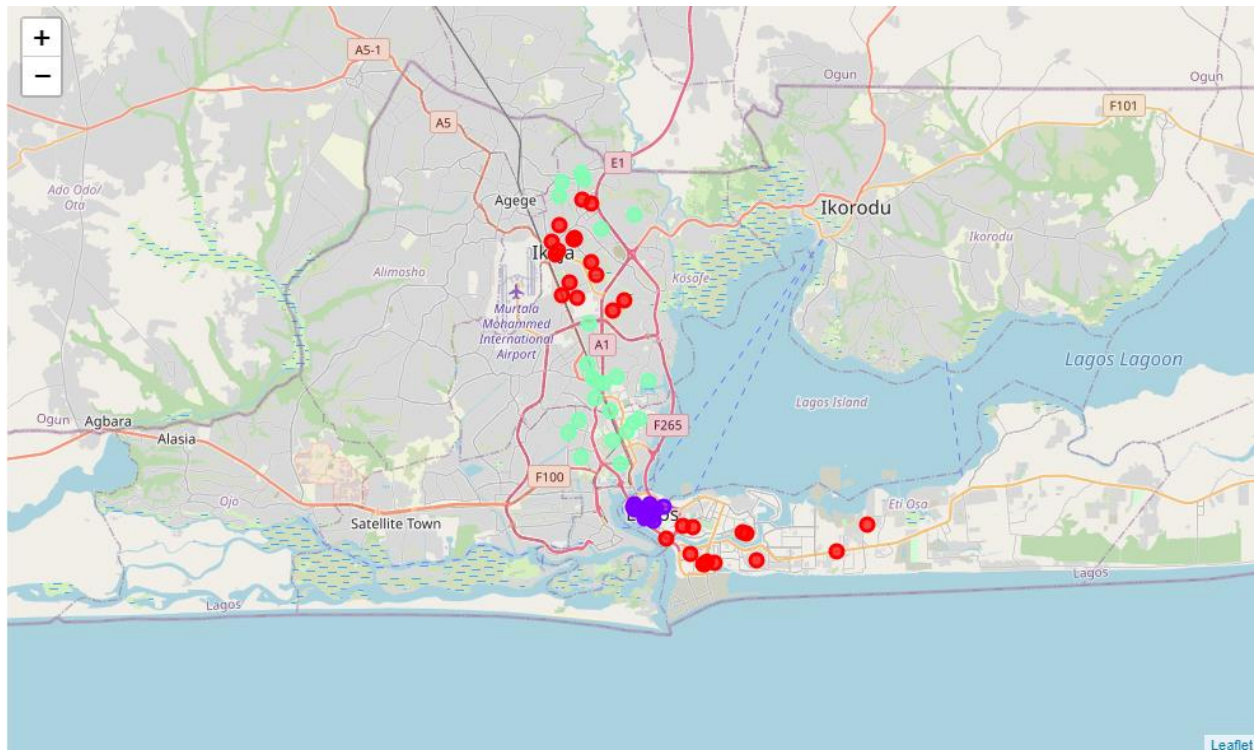 +
−
A5-1
Ogun
Ogun
F101
A5
E1
Ado Odo/
Ota
Agege
Ikorodu
Ikorodu
Alimosho
Kosofe
Murtala
Mohammed
International
Airport
A1
Lagos Lagoon
Lagos Island
Ogun
Agbara
Alasia
F265
F100
Ojo
Eti Osa
Satellite Town
Lagos
Lagos
Leaflet